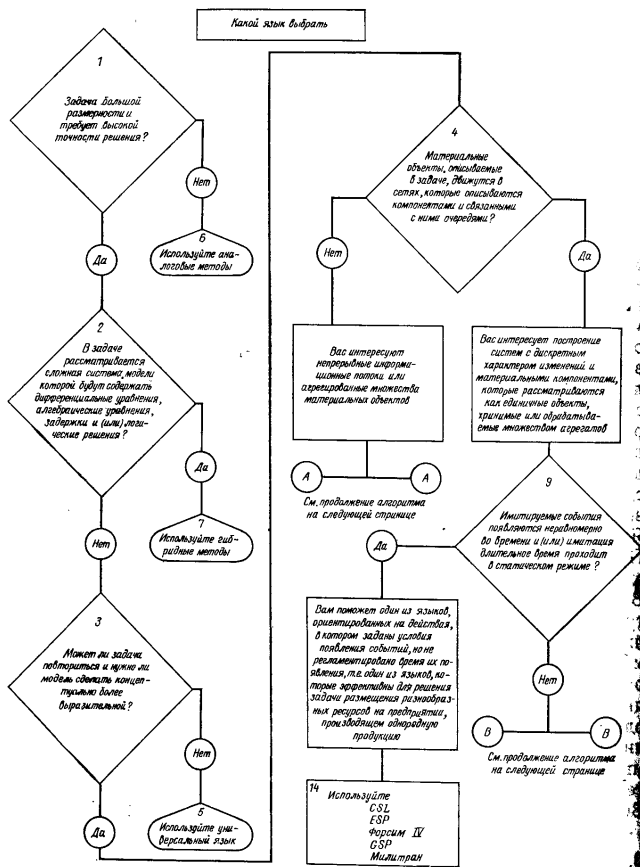 Какой язык выбрать
1
Задача большой
размерности и
требует высокой
точности решения?
Нет
6
Используйте ана-
логовые методы
Да
2
В задаче
рассматривается
сложная система, модели
которой будут содержать
дифференциальные уравнения,
алгебраические уравнения,
задержки и (или) логи-
ческие решения?
Да
7
Используйте гиб-
ридные методы
Нет
3
Может ли задача
повториться и нужно ли
модель сделать концеп-
туально более
выразительной?
Нет
5
Используйте уни-
версальный язык
Да
4
Материальные
объекты, описываемые
в задаче, движутся в
сетях, которые описываются
компонентами и связанными
с ними очередями?
Нет
Да
Вас интересуют
непрерывные информа-
ционные потоки или
агрегированные множества
материальных объектов
А
А
См. продолжение алгоритма
на следующей странице
Вас интересует построение
систем с дискретным
характером изменений и
материальными компонентами,
которые рассматриваются
как единичные объекты,
хранимые или обрабатыва-
емые множеством агрегатов
9
Имитируемые события
появляются неравномерно
во времени и (или) имитация
длительное время проходит
в статическом режиме?
Да
Вам поможет один из языков,
ориентированных на действия,
в котором заданы условия
появления событий, но не
регламентировано время их по-
явления, т.е. один из языков, ко-
торые эффективны для решения
задачи размещения разнообраз-
ных ресурсов на предприятии,
производящем однородную
продукцию
Нет
В
В
См. продолжение алгоритма
на следующей странице
14
Используйте
CSL
ESP
Форсим IV
GSP
Милитран